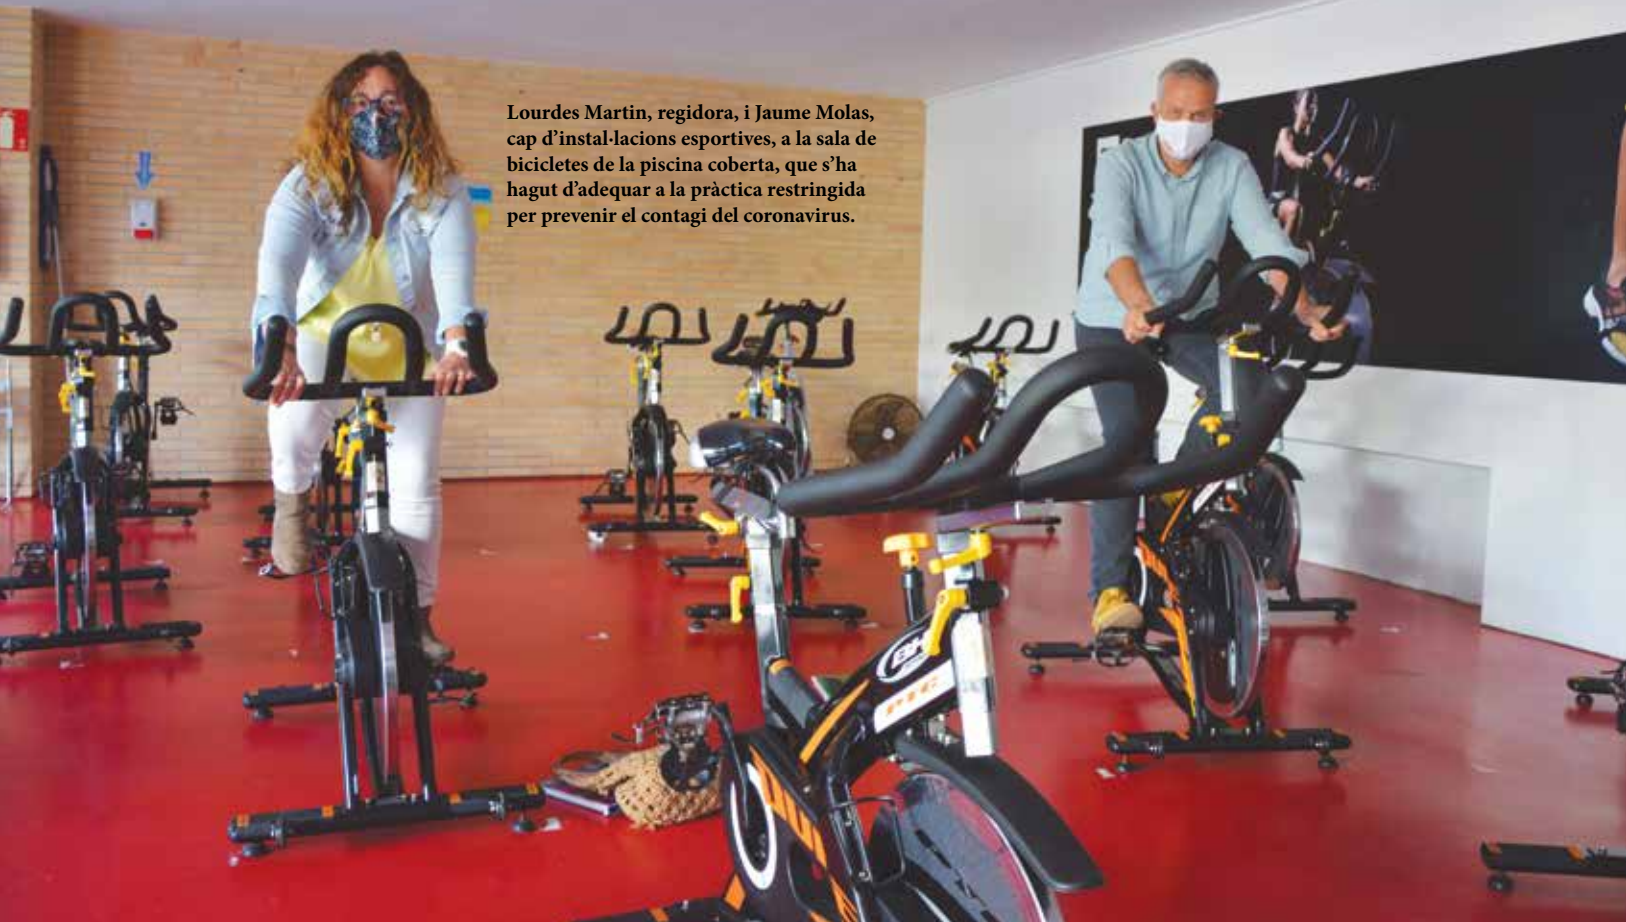 Lourdes Martin, regidora, i Jaume Molas,
cap d’instal·lacions esportives, a la sala de
bicicletes de la piscina coberta, que s’ha
hagut d’adequar a la pràctica restringida
per prevenir el contagi del coronavirus.
BH